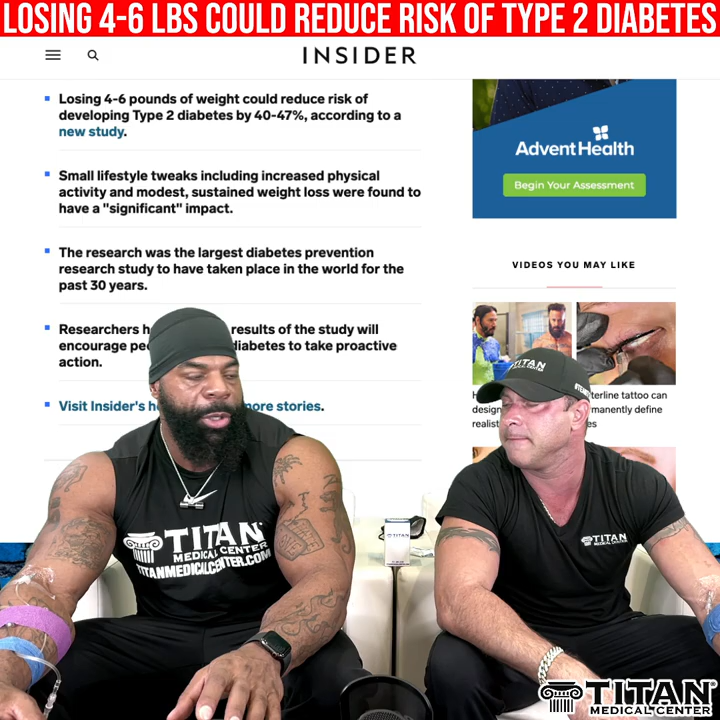 LOSING 4-6 LBS COULD REDUCE RISK OF TYPE 2 DIABETES
INSIDER
Losing 4-6 pounds of weight could reduce risk of
developing Type 2 diabetes by 40-47%, according to a
new study.
Small lifestyle tweaks including increased physical
activity and modest, sustained weight loss were found to
have a "significant" impact.
The research was the largest diabetes prevention
research study to have taken place in the world for the
past 30 years.
Researchers h results of the study will
encourage pe diabetes to take proactive
action.
Visit Insider's h more stories.
AdventHealth
Begin Your Assessment
VIDEOS YOU MAY LIKE
terline tattoo can
design manently define
realist es
TITAN
MEDICAL CENTER
TITAN
MEDICAL CENTER
TITANMEDICALCENTER.COM
TITAN
TITAN
MEDICAL CENTER
TITAN
MEDICAL CENTER